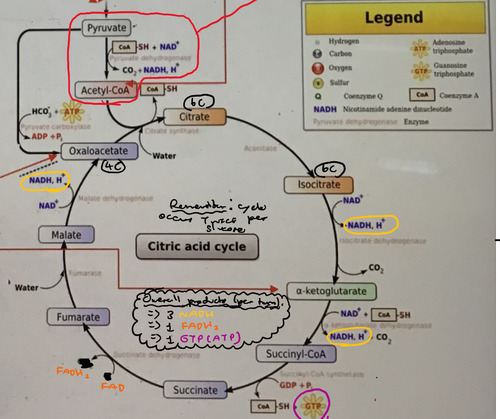 Pyruvate
CoA -SH + NAD+
Pyruvate dehydrogenase
CO2 + NADH, H+
Acetyl-CoA
CoA -SH
HCO3- + ATP
Pyruvate carboxylase
ADP + Pi
6C
Citrate
Citrate synthase
Water
Oxaloacetate
4C
Aconitase
6C
Isocitrate
NAD+
NADH, H+
Isocitrate dehydrogenase
CO2
α-ketoglutarate
NAD+ + CoA -SH
α-ketoglutarate dehydrogenase
NADH, H+ CO2
Succinyl-CoA
Succinyl-CoA synthetase
GDP + Pi
CoA -SH + GTP
Succinate
Succinate dehydrogenase
FADH2
FAD
Fumarate
Water
Fumarase
Malate
NAD+
Malate dehydrogenase
NADH, H+
Remember: cycle
occurs Twice per
glucose
Citric acid cycle
Overall products (per turn):
=> 3 NADH
=> 1 FADH2
=> 1 GTP (ATP)
Legend
Hydrogen
Carbon
Oxygen
Sulfur
Q Coenzyme Q
NADH Nicotinamide adenine dinucleotide
Pyruvate dehydrogenase Enzyme
ATP Adenosine
triphosphate
GTP Guanosine
triphosphate
CoA Coenzyme A